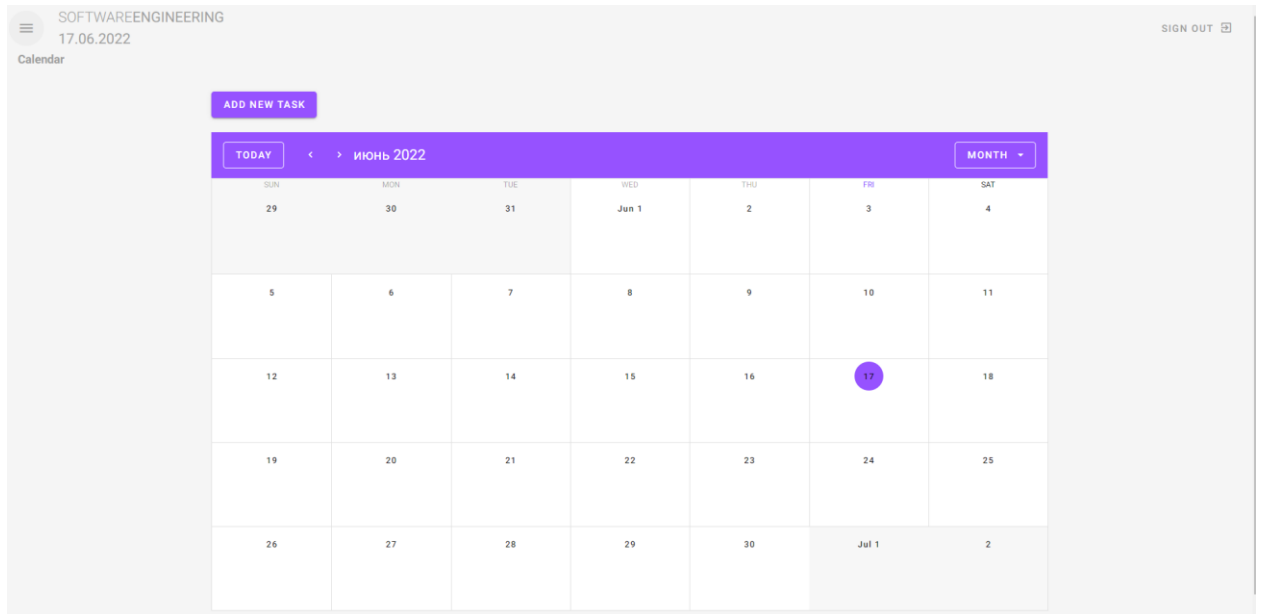 SOFTWAREENGINEERING
17.06.2022
SIGN OUT
Calendar
ADD NEW TASK
TODAY июнь 2022 MONTH
SUN MON TUE WED THU FRI SAT
29 30 31 Jun 1 2 3 4
5 6 7 8 9 10 11
12 13 14 15 16 17 18
19 20 21 22 23 24 25
26 27 28 29 30 Jul 1 2